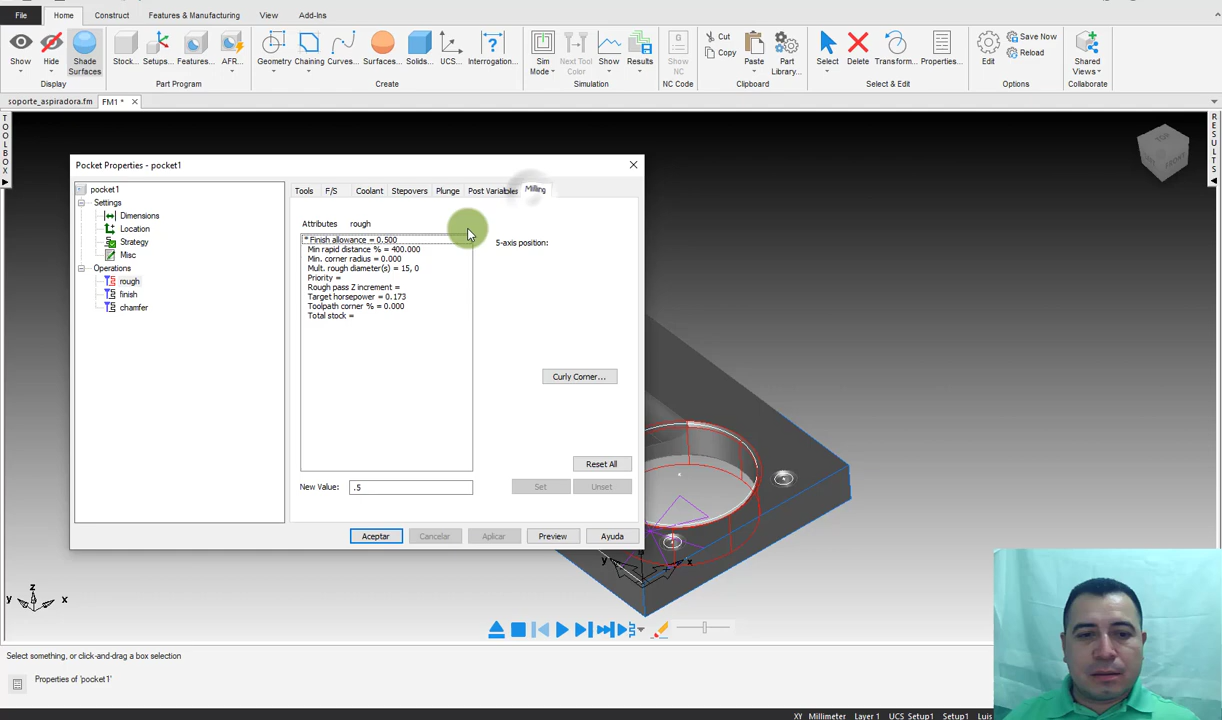 File Home Construct Features & Manufacturing View Add-Ins
Show Hide Shade Surfaces Stock... Setups... Features... AFR... Geometry Chaining Curves... Surfaces... Solids... UCS... Interrogation... Sim Mode Next Tool Color Show Results Show NC Cut Copy Paste Part Library... Select Delete Transform... Properties... Edit Save Now Reload Shared Views
Display Part Program Create Simulation NC Code Clipboard Select & Edit Options Collaborate
soporte_aspiradora.fm FM1 *
TOOLBOX
RESULTS
TOP
FRONT
RIGHT
Pocket Properties - pocket1
pocket1
Settings
Dimensions
Location
Strategy
Misc
Operations
rough
finish
chamfer
Tools F/S Coolant Stepovers Plunge Post Variables Milling
Attributes rough
* Finish allowance = 0.500
Min rapid distance % = 400.000
Min. corner radius = 0.000
Mult. rough diameter(s) = 15, 0
Priority =
Rough pass Z increment =
Target horsepower = 0.173
Toolpath corner % = 0.000
Total stock =
5-axis position:
Curly Corner...
Reset All
New Value: .5 Set Unset
Aceptar Cancelar Aplicar Preview Ayuda
y x
z
y x
Select something, or click-and-drag a box selection
Properties of 'pocket1'
XY Millimeter Layer 1 UCS_Setup1 Setup1 Luis